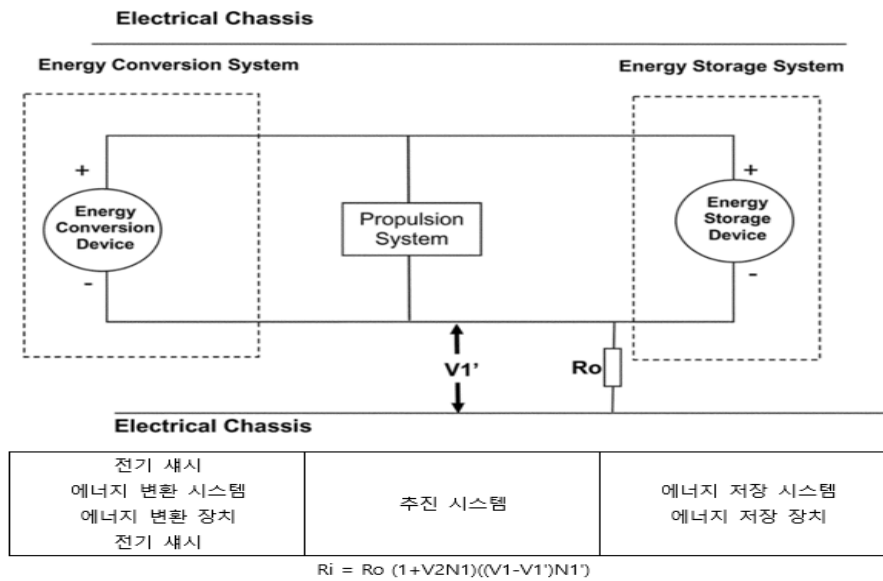 Electrical Chassis
Energy Conversion System
Energy Storage System
+
Energy
Conversion
Device
-
Propulsion
System
+
Energy
Storage
Device
-
V1'
Ro
Electrical Chassis
전기 섀시
에너지 변환 시스템
에너지 변환 장치
전기 섀시
추진 시스템
에너지 저장 시스템
에너지 저장 장치
Ri = Ro (1+V2N1)((V1-V1')N1')